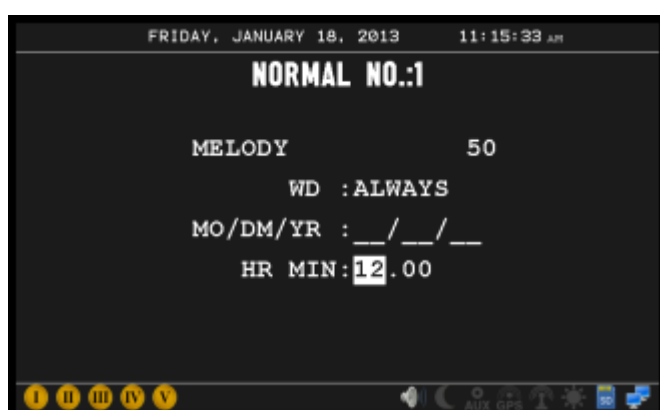 FRIDAY, JANUARY 18, 2013 11:15:33 AM
NORMAL NO.:1
MELODY 50
WD :ALWAYS
MO/DM/YR :__/__/__
HR MIN:12.00
I II III IV V AUX GPS SD